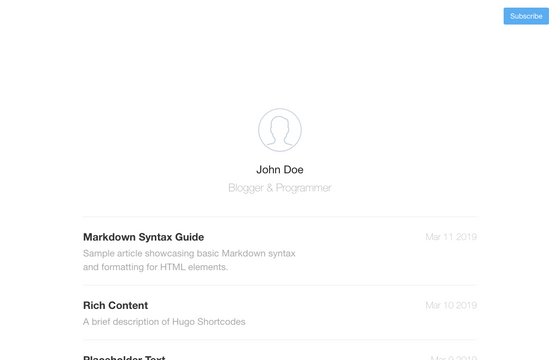 Subscribe
John Doe
Blogger & Programmer
Markdown Syntax Guide
Mar 11 2019
Sample article showcasing basic Markdown syntax
and formatting for HTML elements.
Rich Content
Mar 10 2019
A brief description of Hugo Shortcodes
Placeholder Text
Mar 9 2019